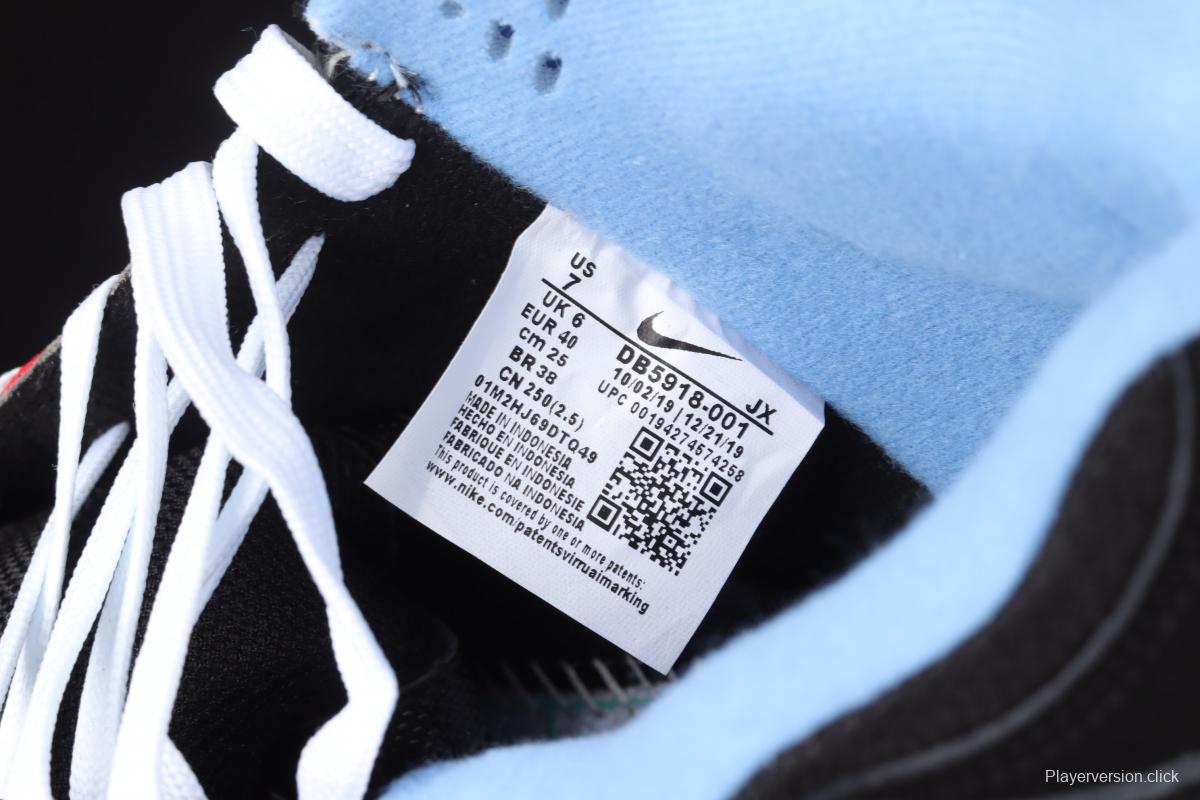 US
7
UK 6
EUR 40
cm 25
BR 38
CN 250(2.5)
01M2HJ69DTQ49
MADE IN INDONESIA
HECHO EN INDONESIA
FABRIQUE EN INDONESIE
FABRICADO NA INDONESIA
This product is covered by one or more patents:
www.nike.com/patentsvirruaimarking
DB5918-001 JX
10/02/19 | 12/21/19
UPC 00194274574258
Playerversion.click